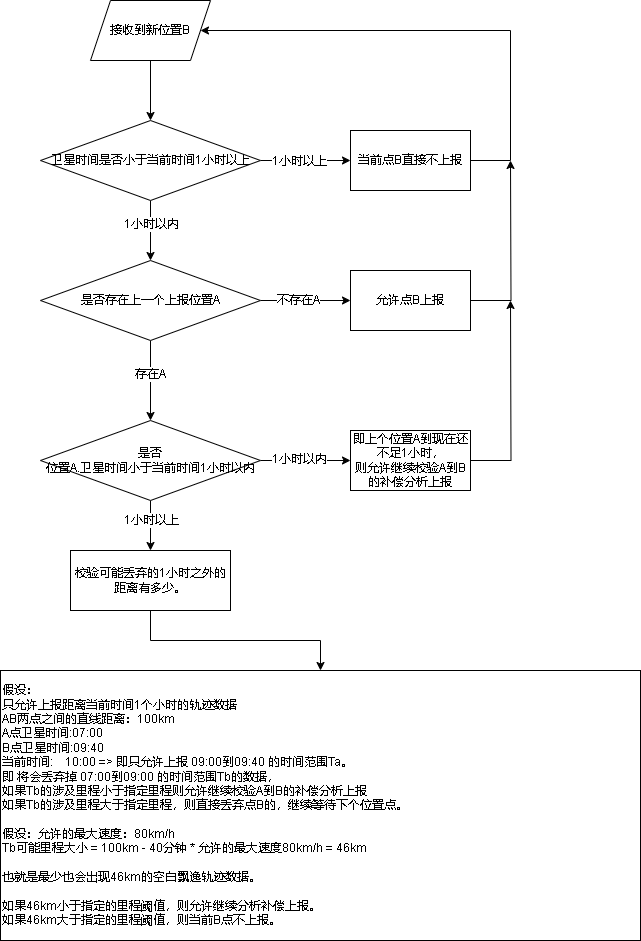 接收到新位置B
卫星时间是否小于当前时间1小时以上
1小时以上
当前点B直接不上报
1小时以内
是否存在上一个上报位置A
不存在A
允许点B上报
存在A
是否
位置A,卫星时间小于当前时间1小时以内
1小时以内
即上个位置A到现在还
不足1小时，
则允许继续校验A到B
的补偿分析上报
1小时以上
校验可能丢弃的1小时之外的
距离有多少。
假设：
只允许上报距离当前时间1个小时的轨迹数据
AB两点之间的直线距离：100km
A点卫星时间:07:00
B点卫星时间:09:40
当前时间:   10:00 => 即只允许上报 09:00到09:40 的时间范围Ta。
即 将会丢弃掉 07:00到09:00 的时间范围Tb的数据，
如果Tb的涉及里程小于指定里程则允许继续校验A到B的补偿分析上报
如果Tb的涉及里程大于指定里程，则直接丢弃点B的，继续等待下个位置点。
假设：允许的最大速度：80km/h
Tb可能里程大小 = 100km - 40分钟 * 允许的最大速度80km/h = 46km
也就是最少也会出现46km的空白飘逸轨迹数据。
如果46km小于指定的里程阈值，则允许继续分析补偿上报。
如果46km大于指定的里程阈值，则当前B点不上报。